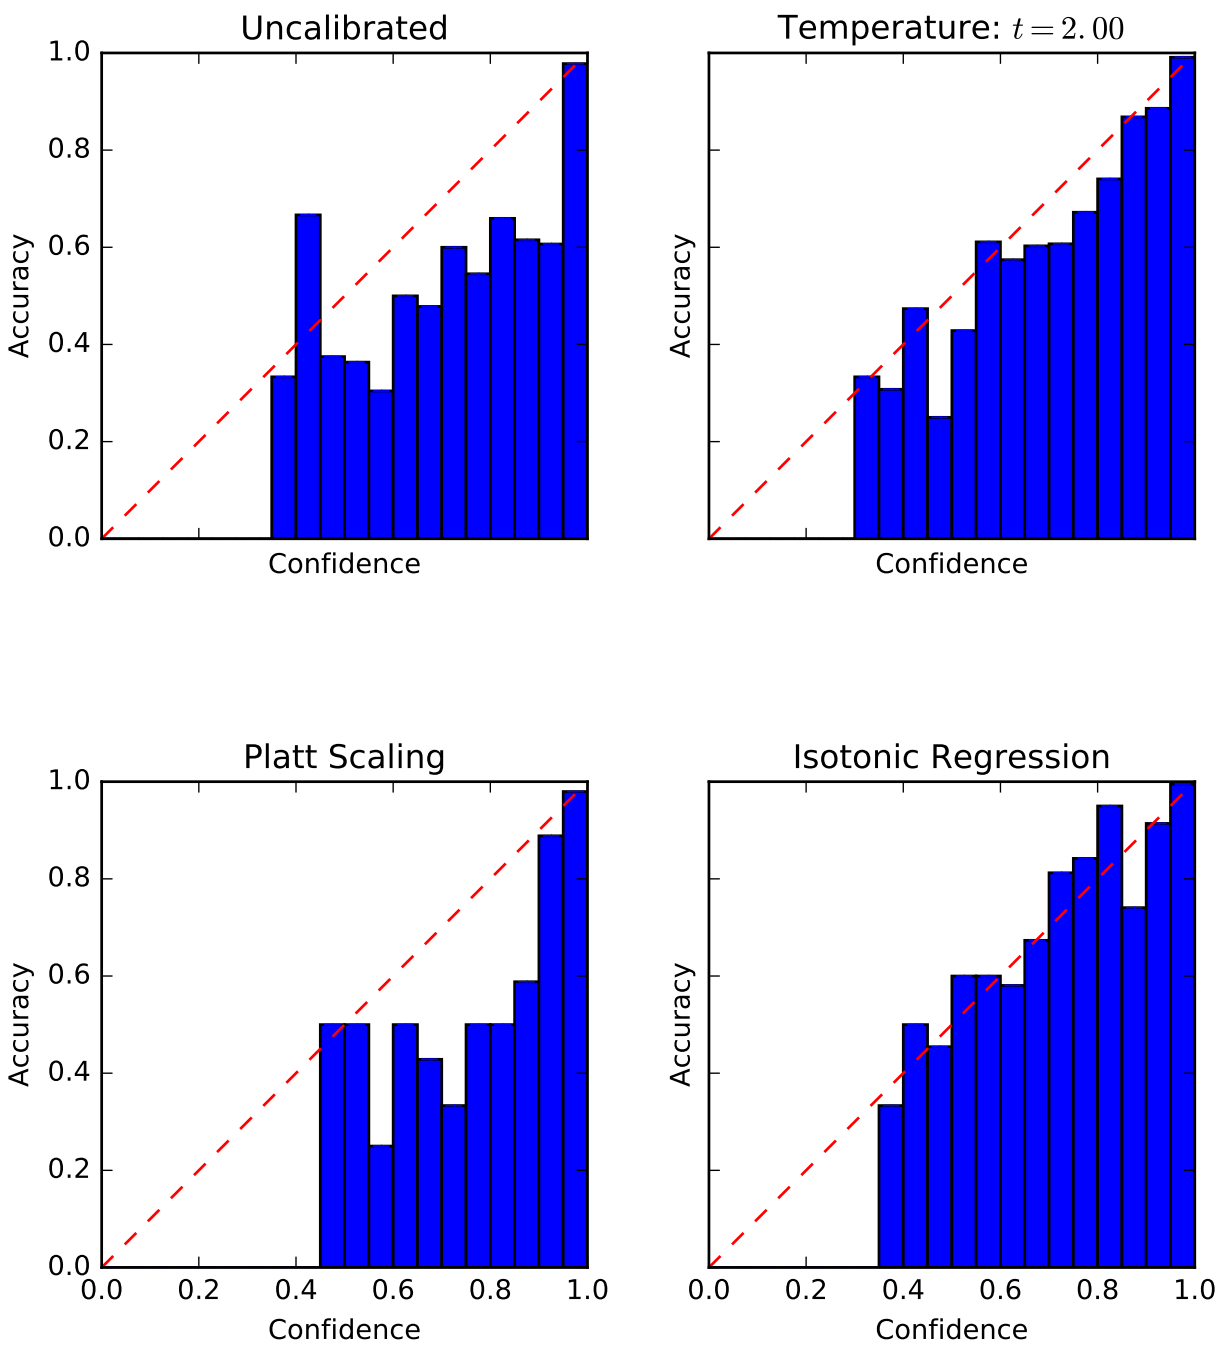 Uncalibrated
1.0
0.8
0.6
0.4
0.2
0.0
Accuracy
Confidence
Temperature: t = 2.00
Accuracy
Confidence
Platt Scaling
1.0
0.8
0.6
0.4
0.2
0.0
Accuracy
0.0 0.2 0.4 0.6 0.8 1.0
Confidence
Isotonic Regression
Accuracy
0.0 0.2 0.4 0.6 0.8 1.0
Confidence